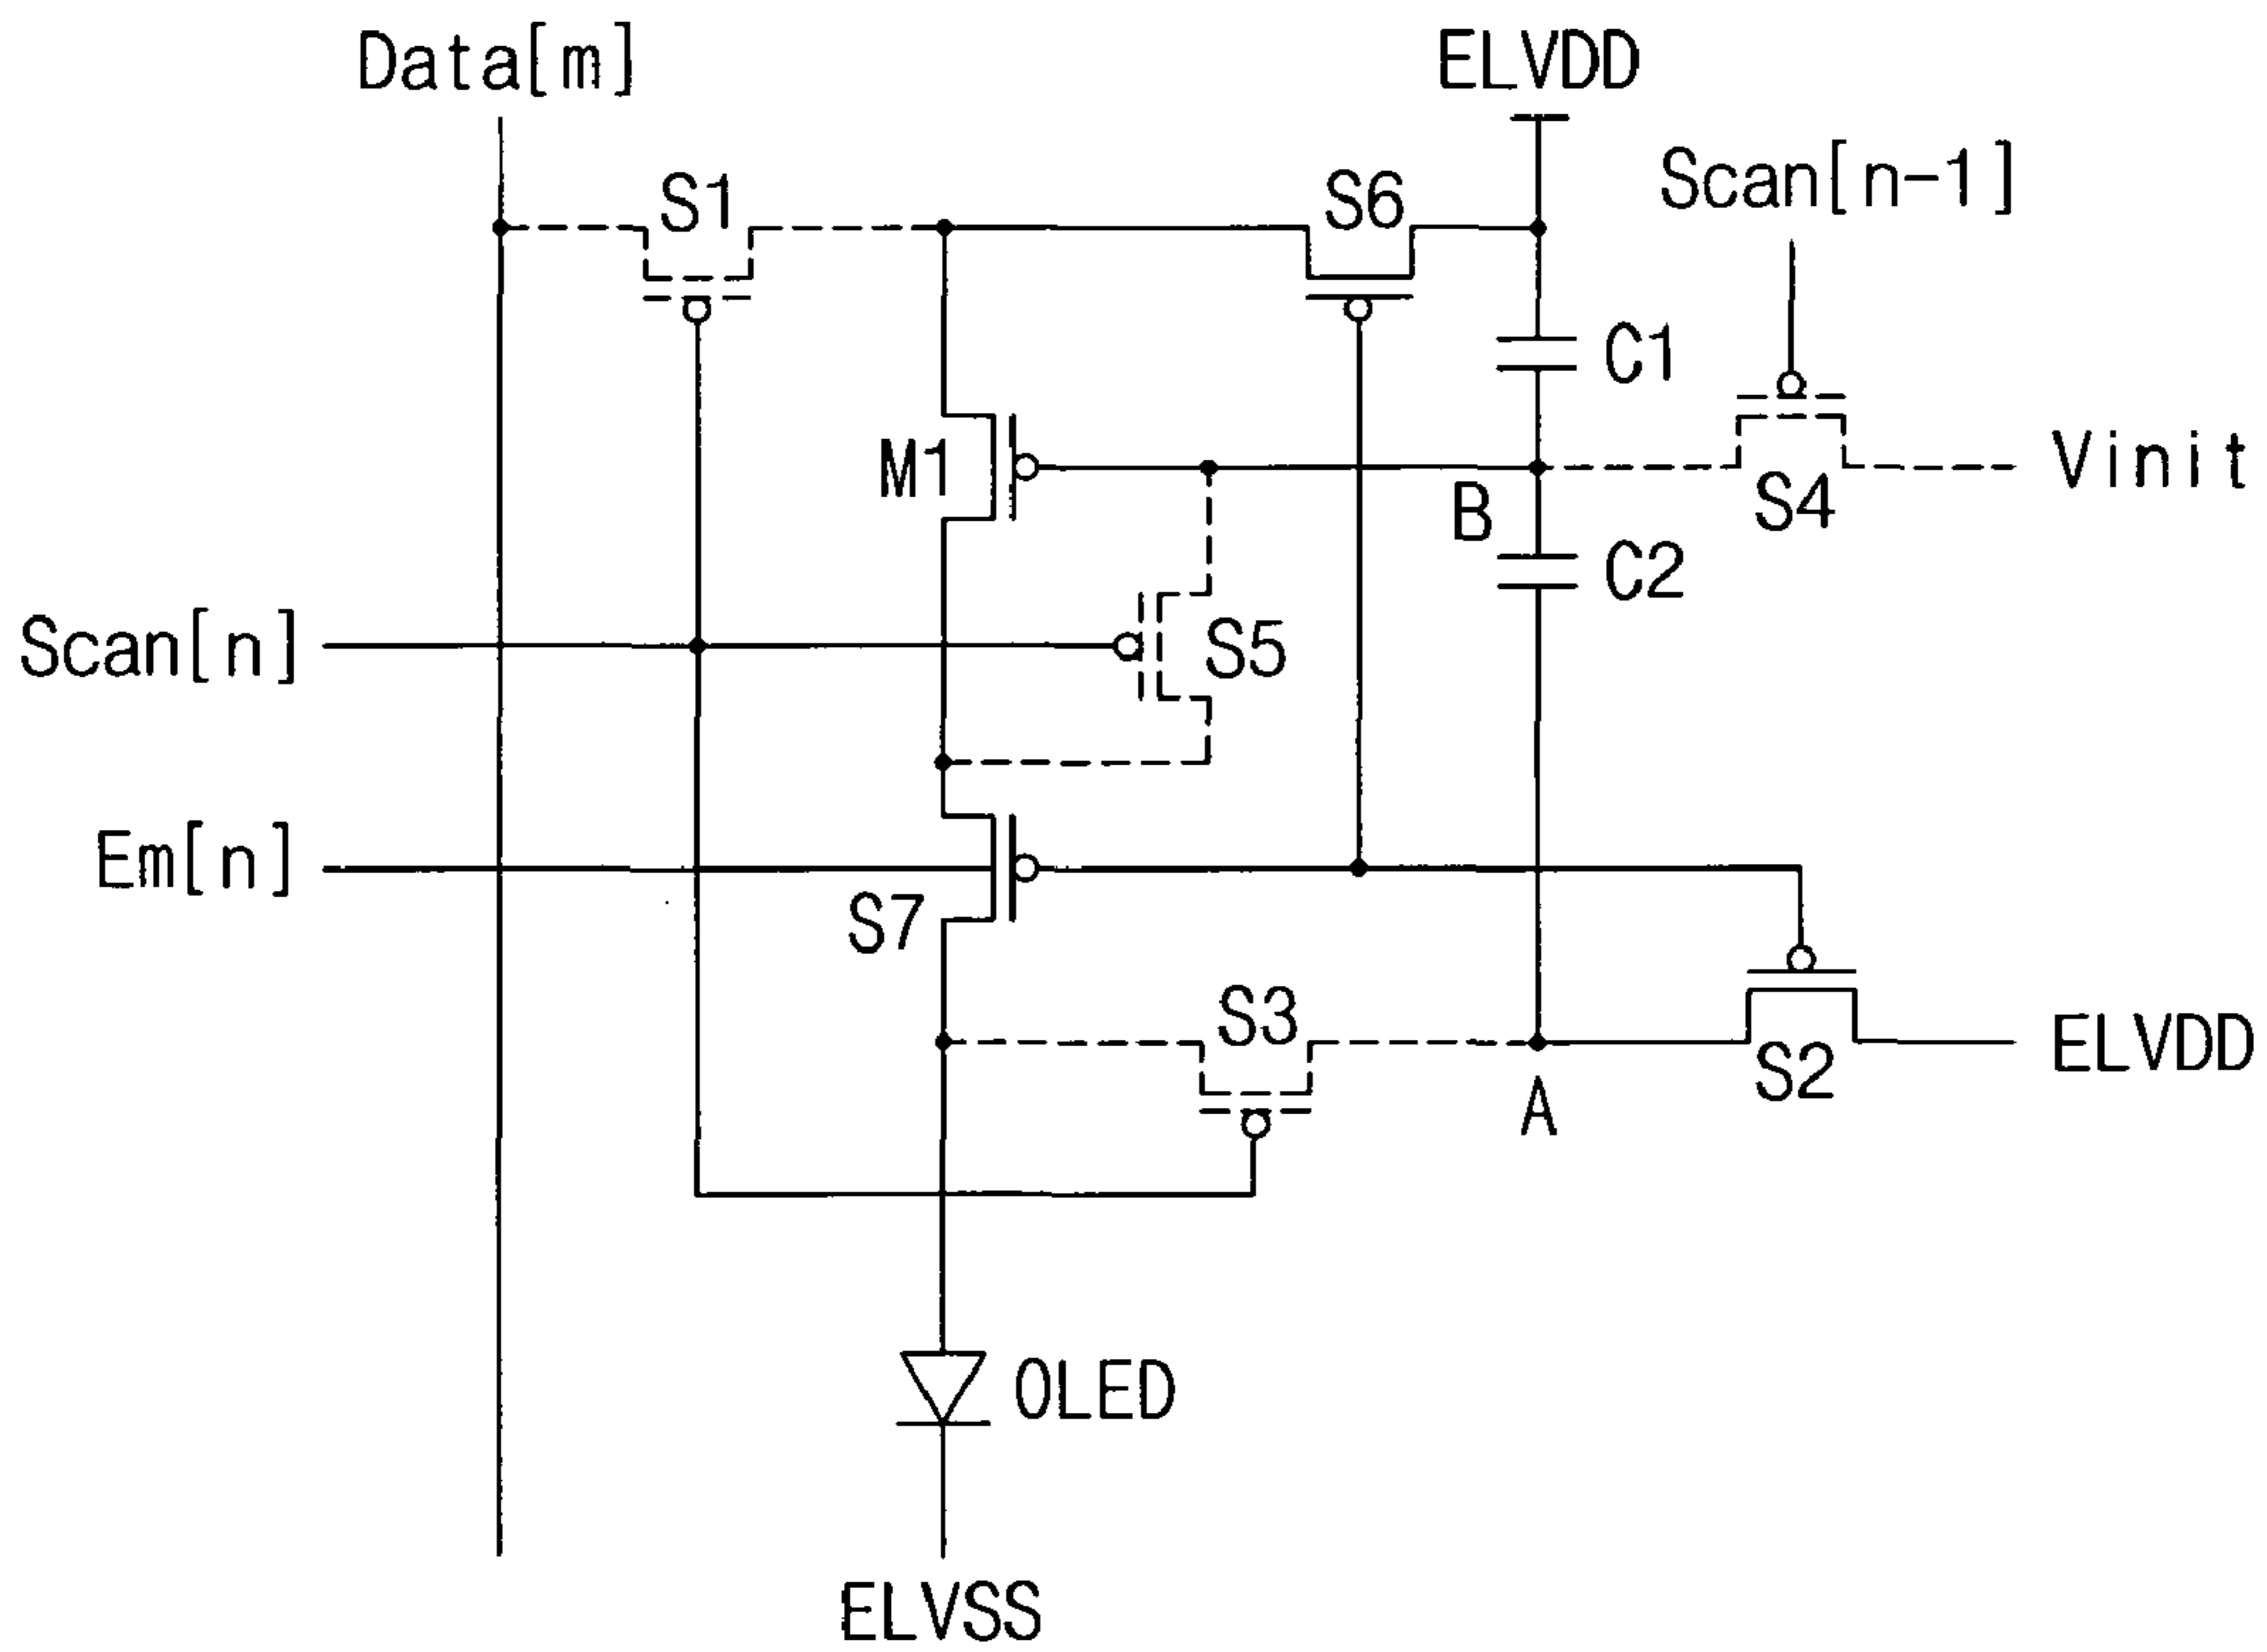 Data[m]
ELVDD
Scan[n-1]
S1
S6
C1
M1
B
S4
Vinit
C2
Scan[n]
S5
Em[n]
S7
S3
A
S2
ELVDD
OLED
ELVSS